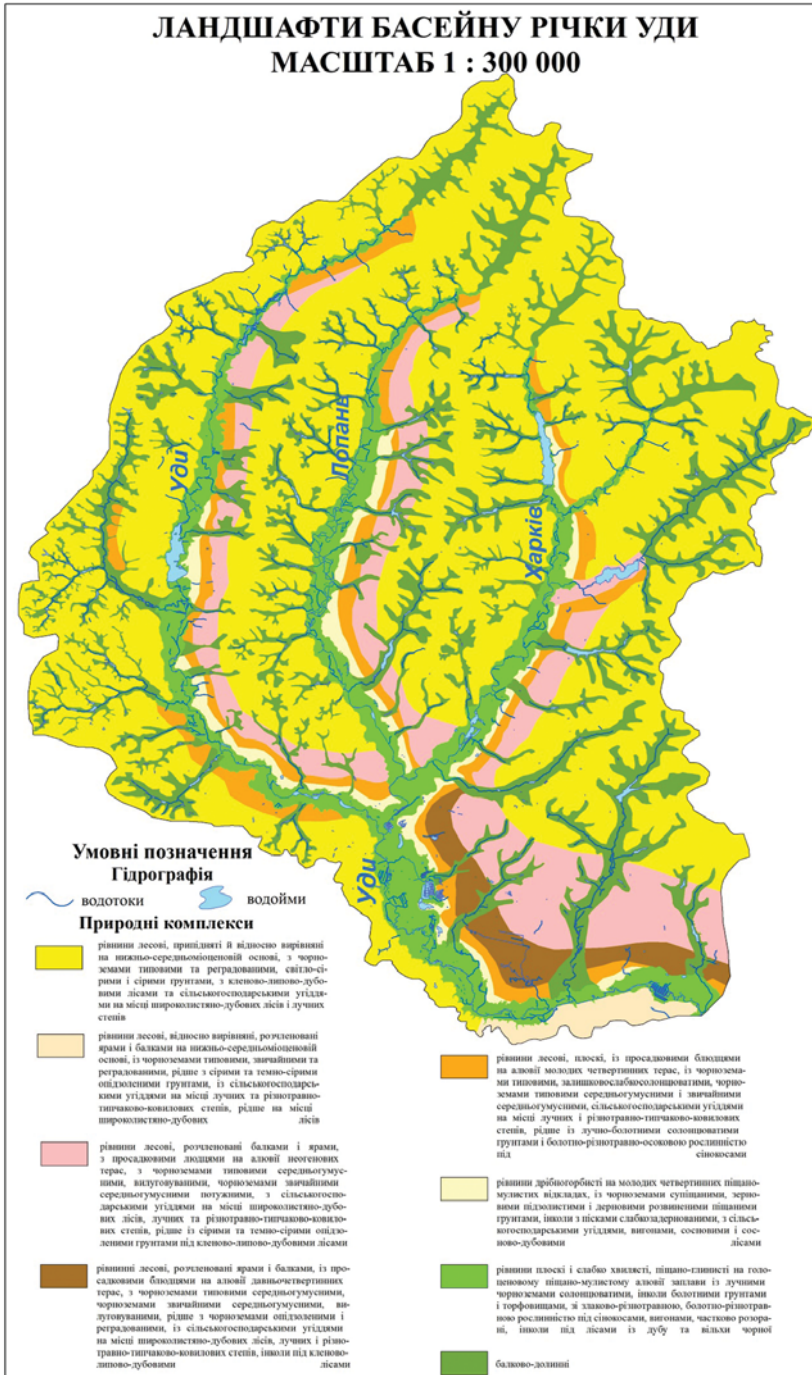 ЛАНДШАФТИ БАСЕЙНУ РІЧКИ УДИ
МАСШТАБ 1 : 300 000
Уди
Лопань
Харків
Уди
Умовні позначення
Гідрографія
водотоки
водойми
Природні комплекси
рівнини лесові, припідняті й відносно вирівняні
на нижньо-середньоміоценовій основі, з чорно-
земами типовими та реградованими, світло-сі-
рими і сірими грунтами, з кленово-липово-дубо-
вими лісами та сільськогосподарськими угіддя-
ми на місці широколистяно-дубових лісів і лучних
степів
рівнини лесові, відносно вирівняні, розчленовані
ярами і балками на нижньо-середньоміоценовій
основі, із чорноземами типовими, звичайними та
реградованими, рідше з сірими та темно-сірими
опідзоленими грунтами, із сільськогосподарсь-
кими угіддями на місці лучних та різнотравно-
типчаково-ковилових степів, рідше на місці
широколистяно-дубових лісів
рівнини лесові, розчленовані балками і ярами,
з просадковими людцями на алювії неогенових
терас, з чорноземами типовими середньогумус-
ними, вилугованими, чорноземами звичайними
середньогумусними потужними, з сільськогоспо-
дарськими угіддями на місці широколистяно-дубо-
вих лісів, лучних та різнотравно-типчаково-ковило-
вих степів, рідше із сірими та темно-сірими опідзо-
леними грунтами під кленово-липово-дубовими лісами
рівнинні лесові, розчленовані ярами і балками, із про-
садковими блюдцями на алювії давньочетвертинних
терас, з чорноземами типовими середньогумусними,
чорноземами звичайними середньогумусними, ви-
луговуваними, рідше з чорноземами опідзоленими і
реградованими, із сільськогосподарськими угіддями
на місці широколистяно-дубових лісів, лучних і різно-
травно-типчаково-ковилових степів, інколи під кленово-
липово-дубовими лісами
рівнини лесові, плоскі, із просадковими блюдцями
на алювії молодих четвертинних терас, із чорнозема-
ми типовими, залишковослабкосолонцюватими, чорно-
земами типовими середньогумусними і звичайними
середньогумусними, сільськогосподарськими угіддями
на місці лучних і різнотравно-типчаково-ковилових
степів, рідше із лучно-болотними солонцюватими
грунтами і болотно-різнотравно-осоковою рослинністю
під сінокосами
рівнини дрібногорбисті на молодих четвертинних піщано-
мулистих відкладах, із чорноземами супіщаними, зерно-
вими підзолистими і дерновими розвиненими піщаними
грунтами, інколи з пісками слабкозадернованими, з сільсь-
когосподарськими угіддями, вигонами, сосновими і сос-
ново-дубовими лісами
рівнини плоскі і слабко хвилясті, піщано-глинисті на голо-
ценовому піщано-мулистому алювії заплави із лучними
чорноземами солонцюватими, інколи болотними грунтами
і торфовищами, зі злаково-різнотравною, болотно-різнотрав-
ною рослинністю під сінокосами, вигонами, частково розора-
ні, інколи під лісами із дубу та вільхи чорної
балково-долинні